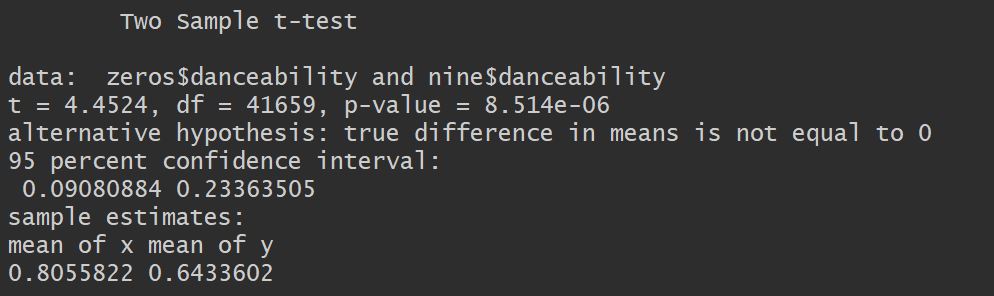 Two Sample t-test
data:  zeros$danceability and nine$danceability
t = 4.4524, df = 41659, p-value = 8.514e-06
alternative hypothesis: true difference in means is not equal to 0
95 percent confidence interval:
 0.09080884 0.23363505
sample estimates:
mean of x mean of y
0.8055822 0.6433602